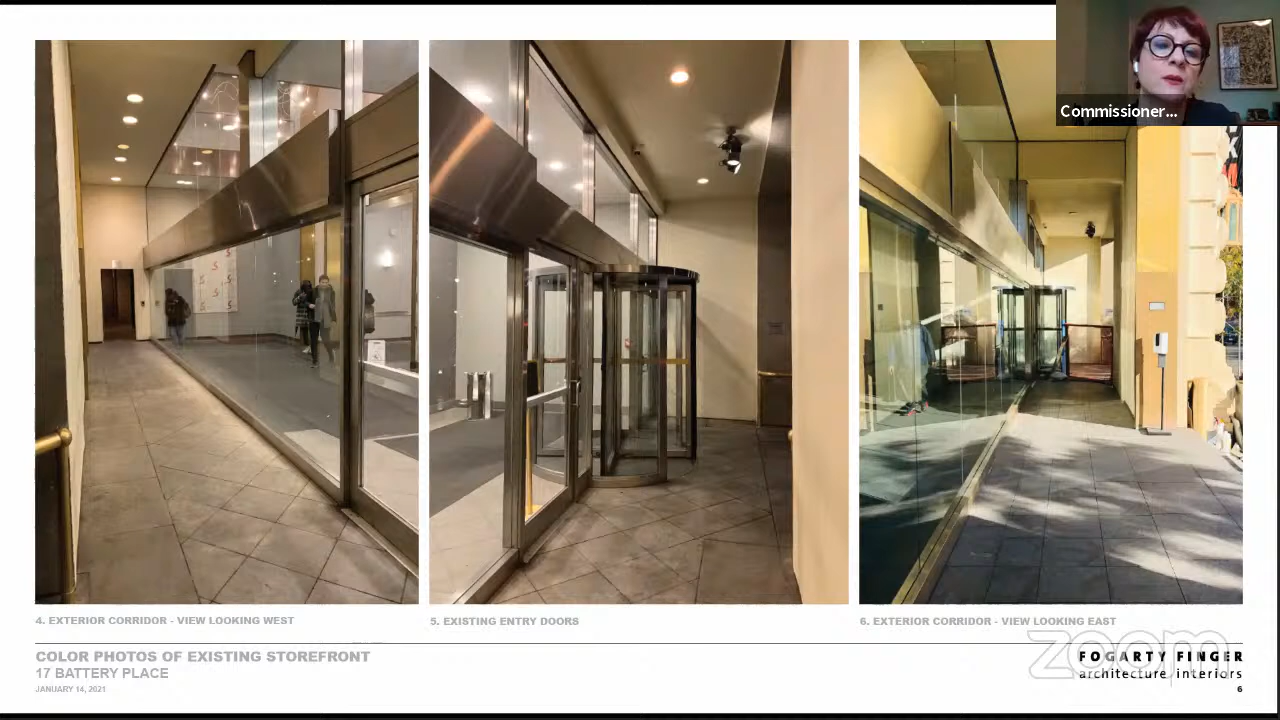 Commissioner...
4. EXTERIOR CORRIDOR - VIEW LOOKING WEST
5. EXISTING ENTRY DOORS
6. EXTERIOR CORRIDOR - VIEW LOOKING EAST
COLOR PHOTOS OF EXISTING STOREFRONT
17 BATTERY PLACE
JANUARY 14, 2021
zoom
FOGARTY FINGER
architecture interiors
6